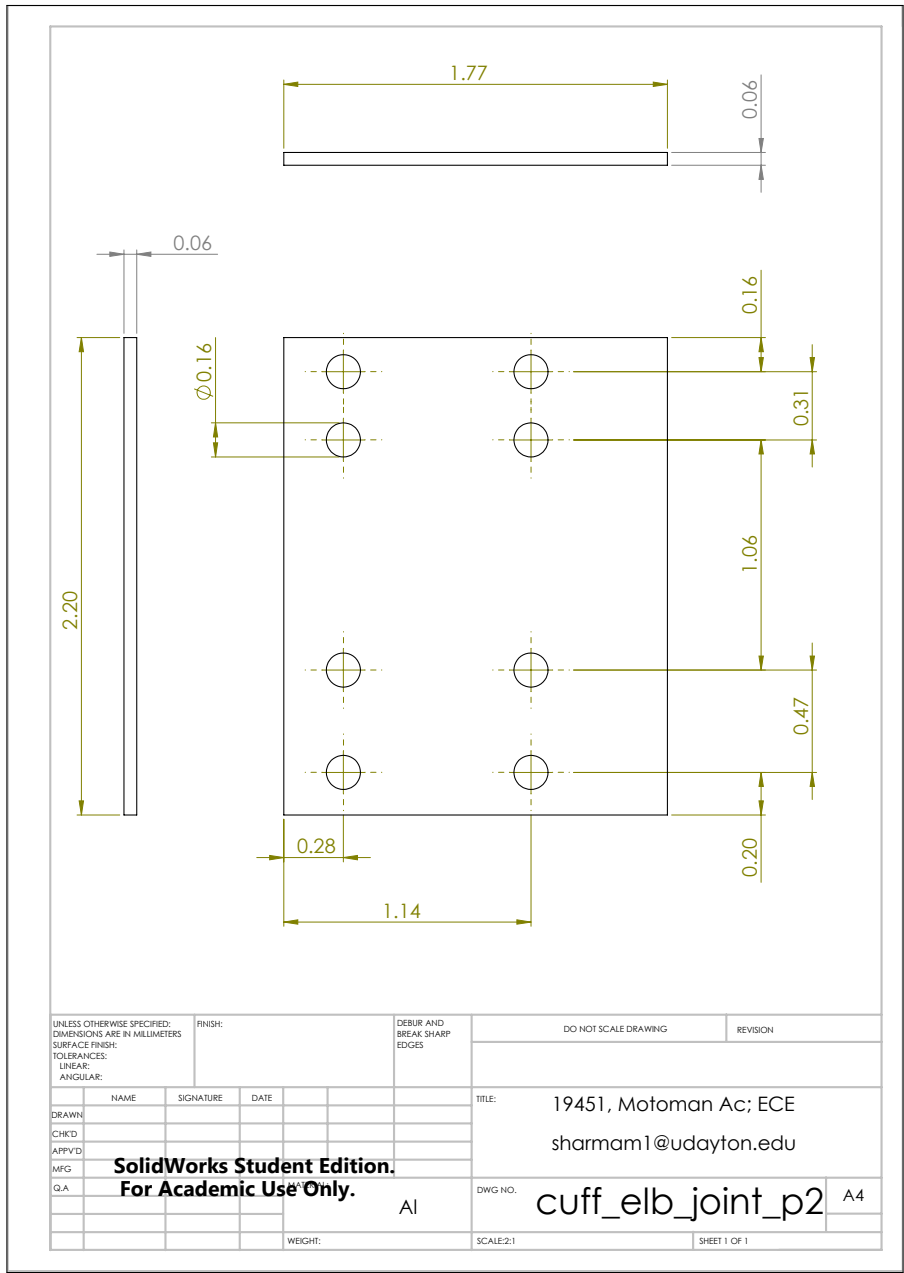 1.77
0.06
0.06
0.16
Ø0.16
0.31
1.06
2.20
0.47
0.28
0.20
1.14
UNLESS OTHERWISE SPECIFIED:
DIMENSIONS ARE IN MILLIMETERS
SURFACE FINISH:
TOLERANCES:
LINEAR:
ANGULAR:
FINISH:
DEBUR AND
BREAK SHARP
EDGES
DO NOT SCALE DRAWING
REVISION
NAME
SIGNATURE
DATE
DRAWN
CHK'D
APPV'D
MFG
Q.A
SolidWorks Student Edition.
For Academic Use Only.
MATERIAL:
Al
WEIGHT:
TITLE:
19451, Motoman Ac; ECE
sharmam1@udayton.edu
DWG NO.
cuff_elb_joint_p2
A4
SCALE:2:1
SHEET 1 OF 1